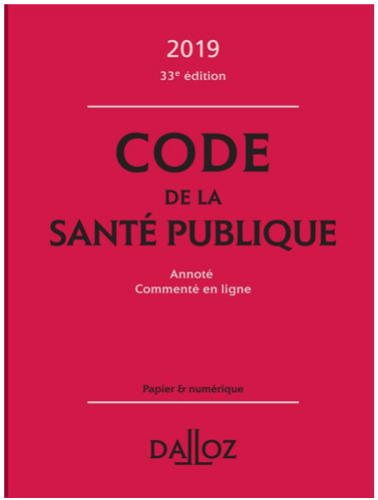 2019
33e édition
CODE
DE LA
SANTÉ PUBLIQUE
Annoté
Commenté en ligne
Papier & numérique
DALLOZ